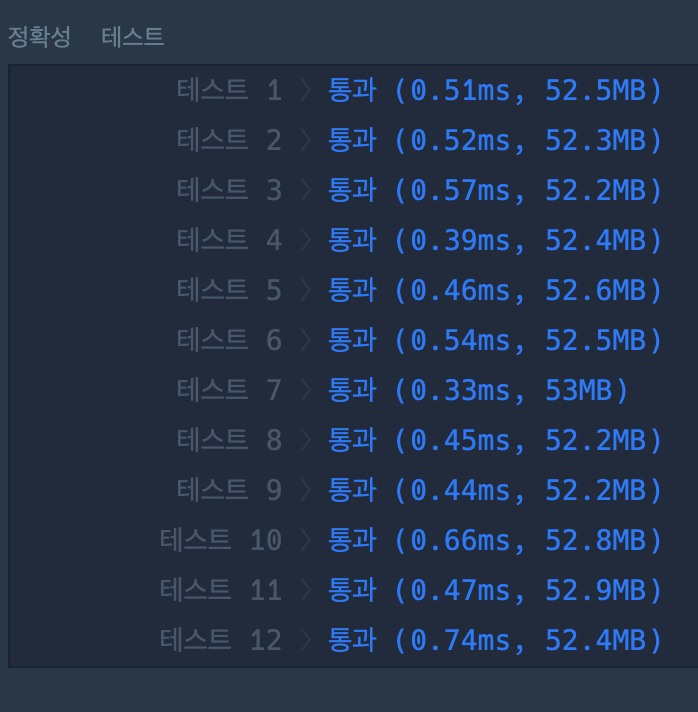 정확성 테스트
테스트 1 〉 통과 (0.51ms, 52.5MB)
테스트 2 〉 통과 (0.52ms, 52.3MB)
테스트 3 〉 통과 (0.57ms, 52.2MB)
테스트 4 〉 통과 (0.39ms, 52.4MB)
테스트 5 〉 통과 (0.46ms, 52.6MB)
테스트 6 〉 통과 (0.54ms, 52.5MB)
테스트 7 〉 통과 (0.33ms, 53MB)
테스트 8 〉 통과 (0.45ms, 52.2MB)
테스트 9 〉 통과 (0.44ms, 52.2MB)
테스트 10 〉 통과 (0.66ms, 52.8MB)
테스트 11 〉 통과 (0.47ms, 52.9MB)
테스트 12 〉 통과 (0.74ms, 52.4MB)